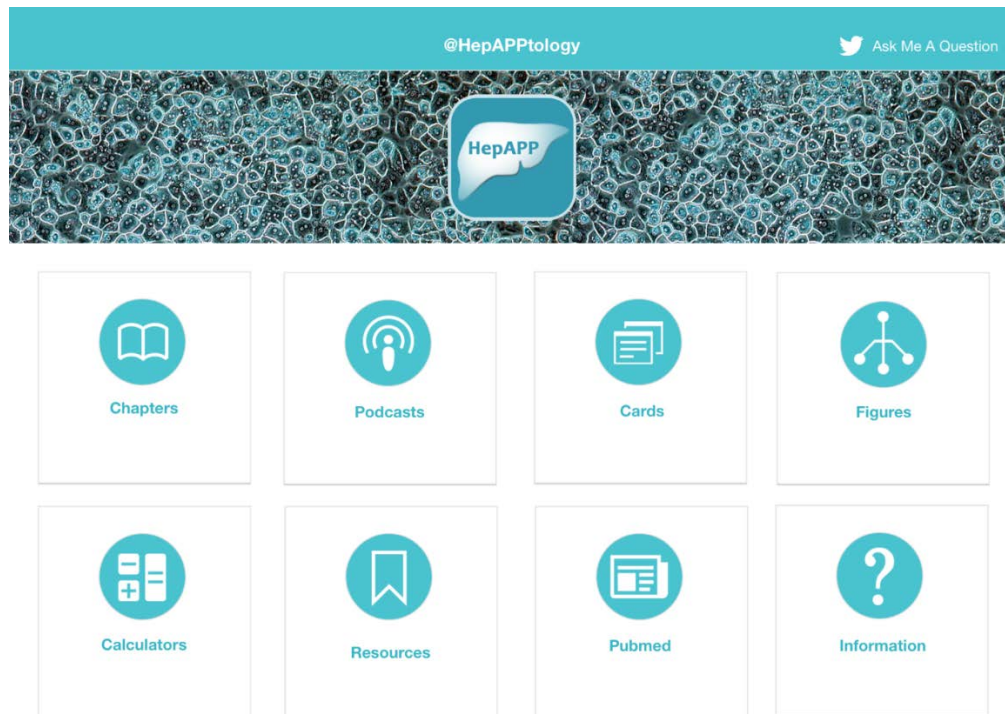 @HepAPPtology
Ask Me A Question
HepAPP
Chapters
Podcasts
Cards
Figures
Calculators
Resources
Pubmed
Information